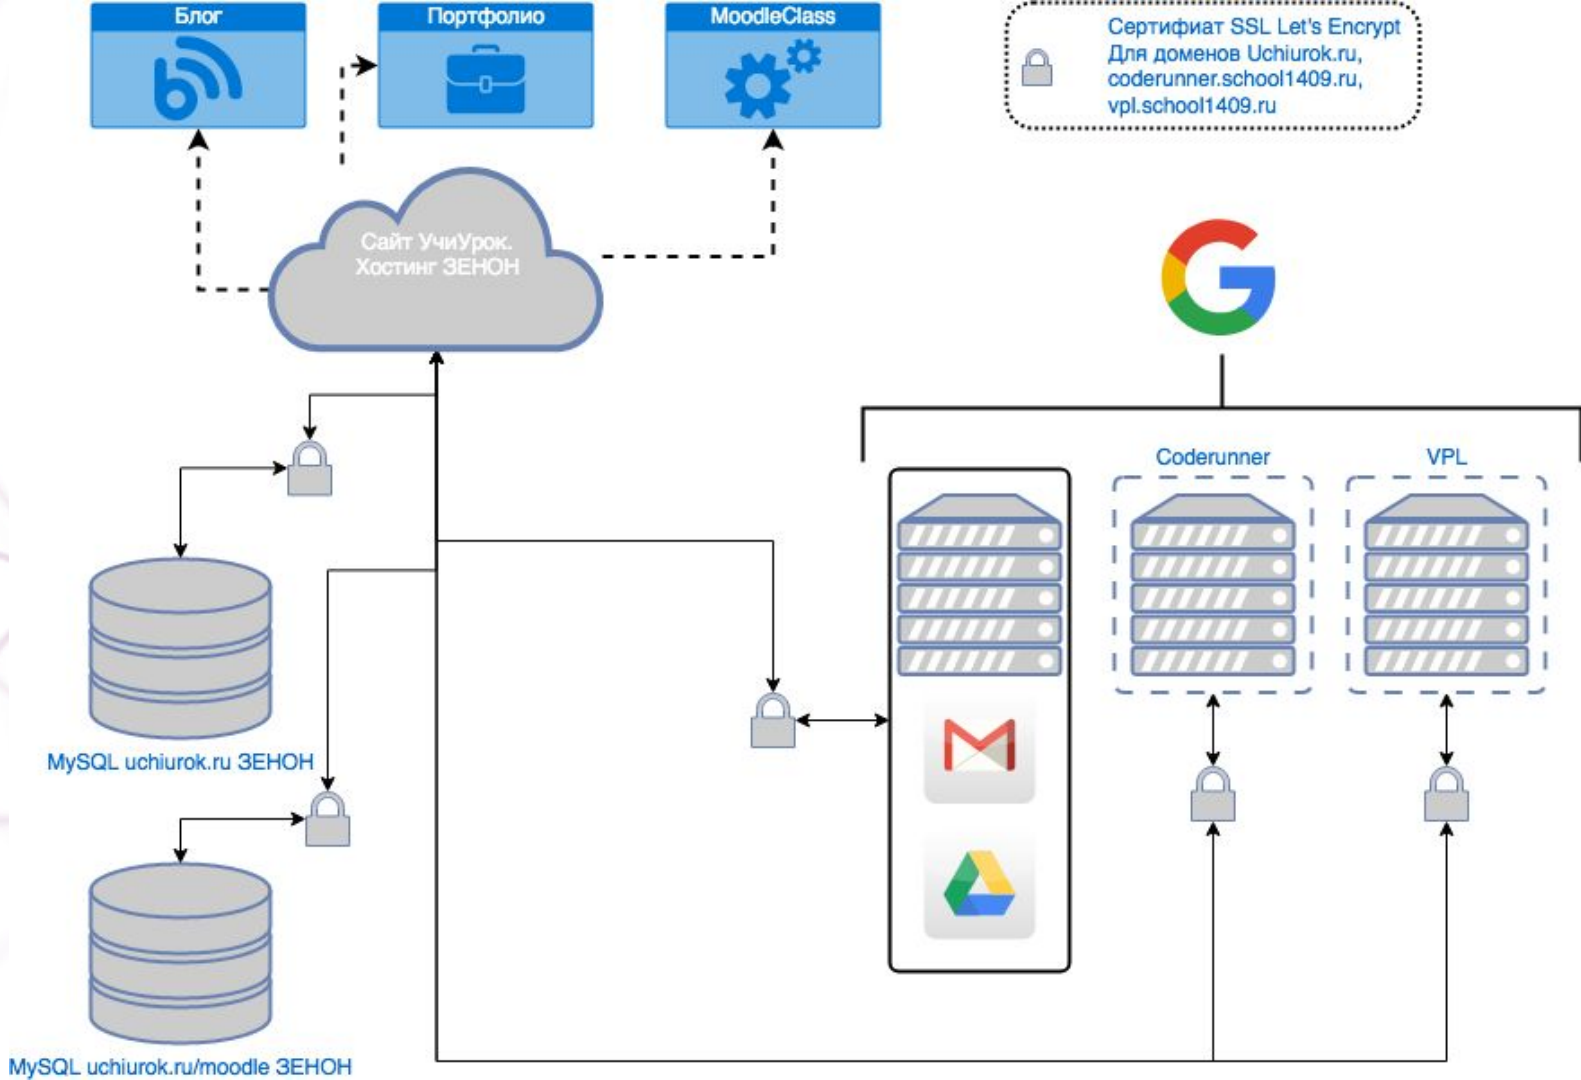 Блог
Портфолио
MoodleClass
Сертифиат SSL Let's Encrypt
Для доменов Uchiurok.ru,
coderunner.school1409.ru,
vpl.school1409.ru
Сайт УчиУрок.
Хостинг ЗЕНОН
Coderunner
VPL
MySQL uchiurok.ru ЗЕНОН
MySQL uchiurok.ru/moodle ЗЕНОН